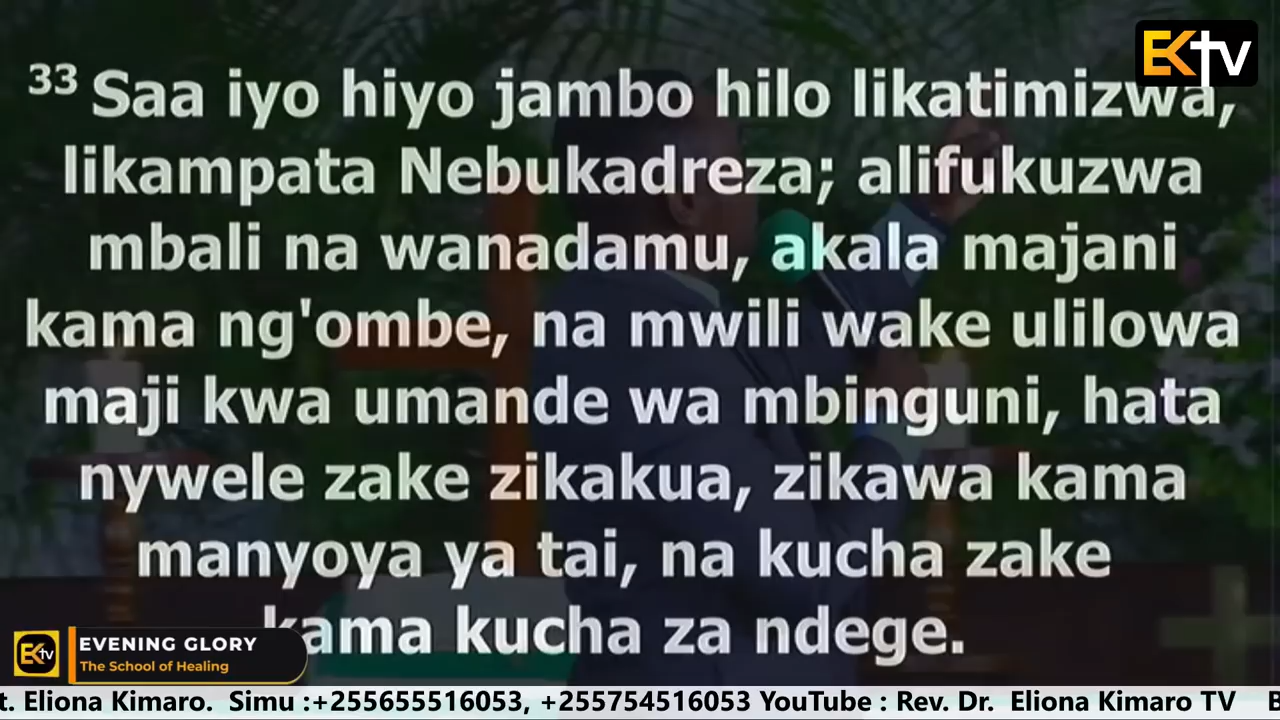 EKtv
33 Saa iyo hiyo jambo hilo likatimizwa,
likampata Nebukadreza; alifukuzwa
mbali na wanadamu, akala majani
kama ng'ombe, na mwili wake ulilowa
maji kwa umande wa mbinguni, hata
nywele zake zikakua, zikawa kama
manyoya ya tai, na kucha zake
kama kucha za ndege.
EKtv
EVENING GLORY
The School of Healing
t. Eliona Kimaro. Simu :+255655516053, +255754516053 YouTube : Rev. Dr. Eliona Kimaro TV